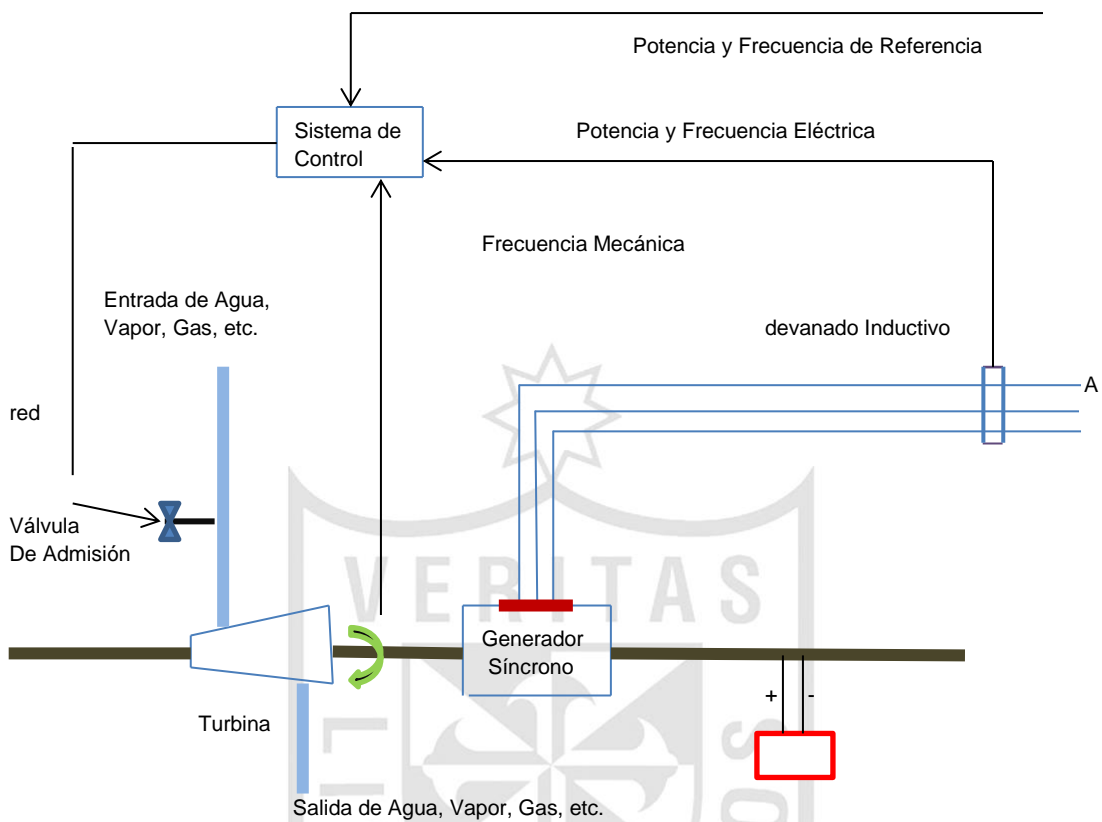 Potencia y Frecuencia de Referencia
Sistema de
Control
Potencia y Frecuencia Eléctrica
Frecuencia Mecánica
Entrada de Agua,
Vapor, Gas, etc.
devanado Inductivo
A
red
Válvula
De Admisión
VERITAS
Generador
Síncrono
+ -
Turbina
Salida de Agua, Vapor, Gas, etc.